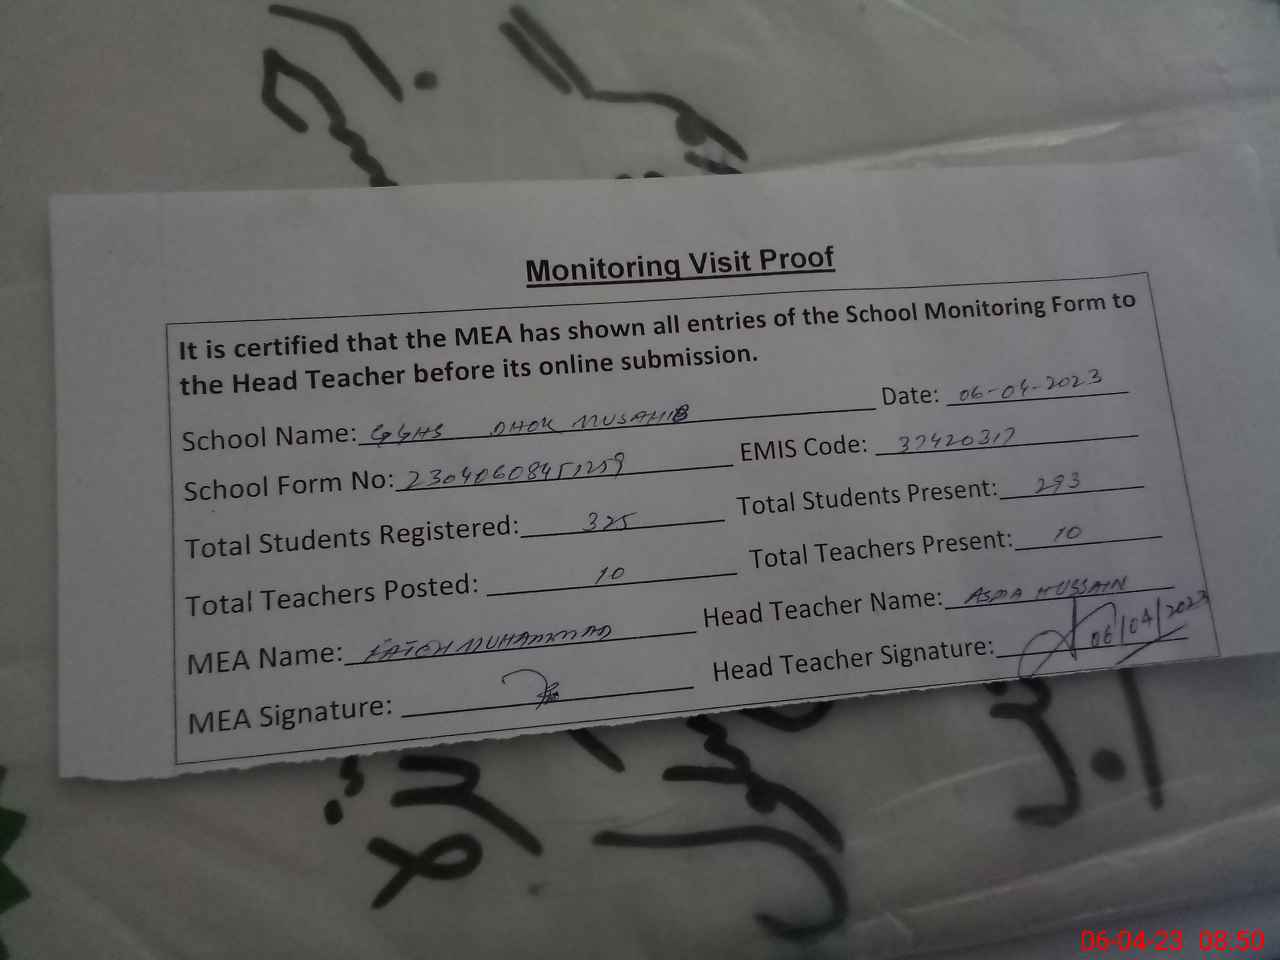 Monitoring Visit Proof
It is certified that the MEA has shown all entries of the School Monitoring Form to
the Head Teacher before its online submission.
School Name: GGHS DHOK MUSAHIB Date: 06-04-2023
School Form No: 23040608451259 EMIS Code: 37420317
Total Students Registered: 325 Total Students Present: 293
Total Teachers Posted: 10 Total Teachers Present: 10
MEA Name: FATEH MUHAMMAD Head Teacher Name: ASMA HUSSAIN
MEA Signature: Head Teacher Signature: 06/04/2023
06-04-23 08:50